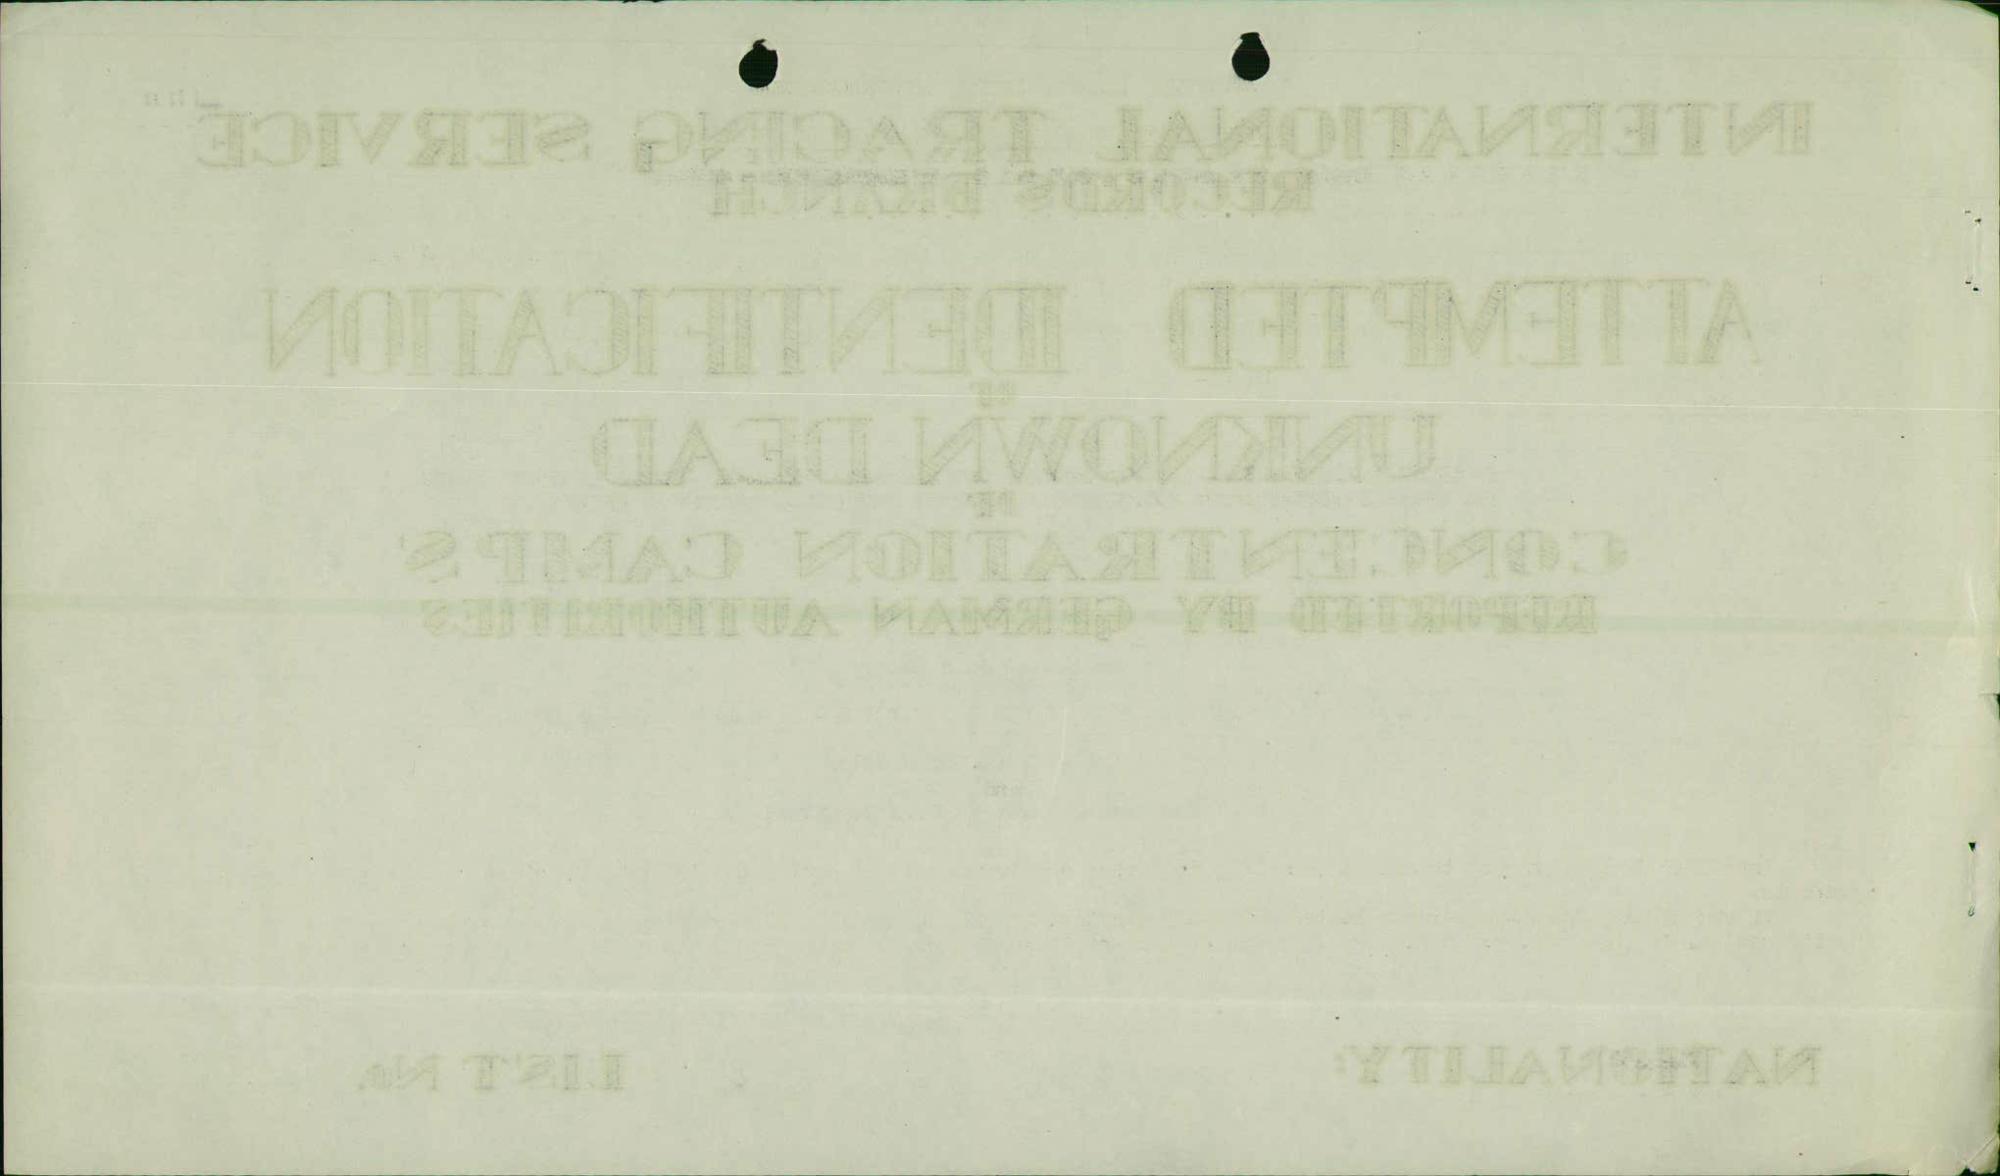 INTERNATIONAL TRACING SERVICE
RECORDS BRANCH
ATTEMPTED IDENTIFICATION
OF
UNKNOWN DEAD
OF
CONCENTRATION CAMPS
REPORTED BY GERMAN AUTHORITIES
NATIONALITY: LIST No.